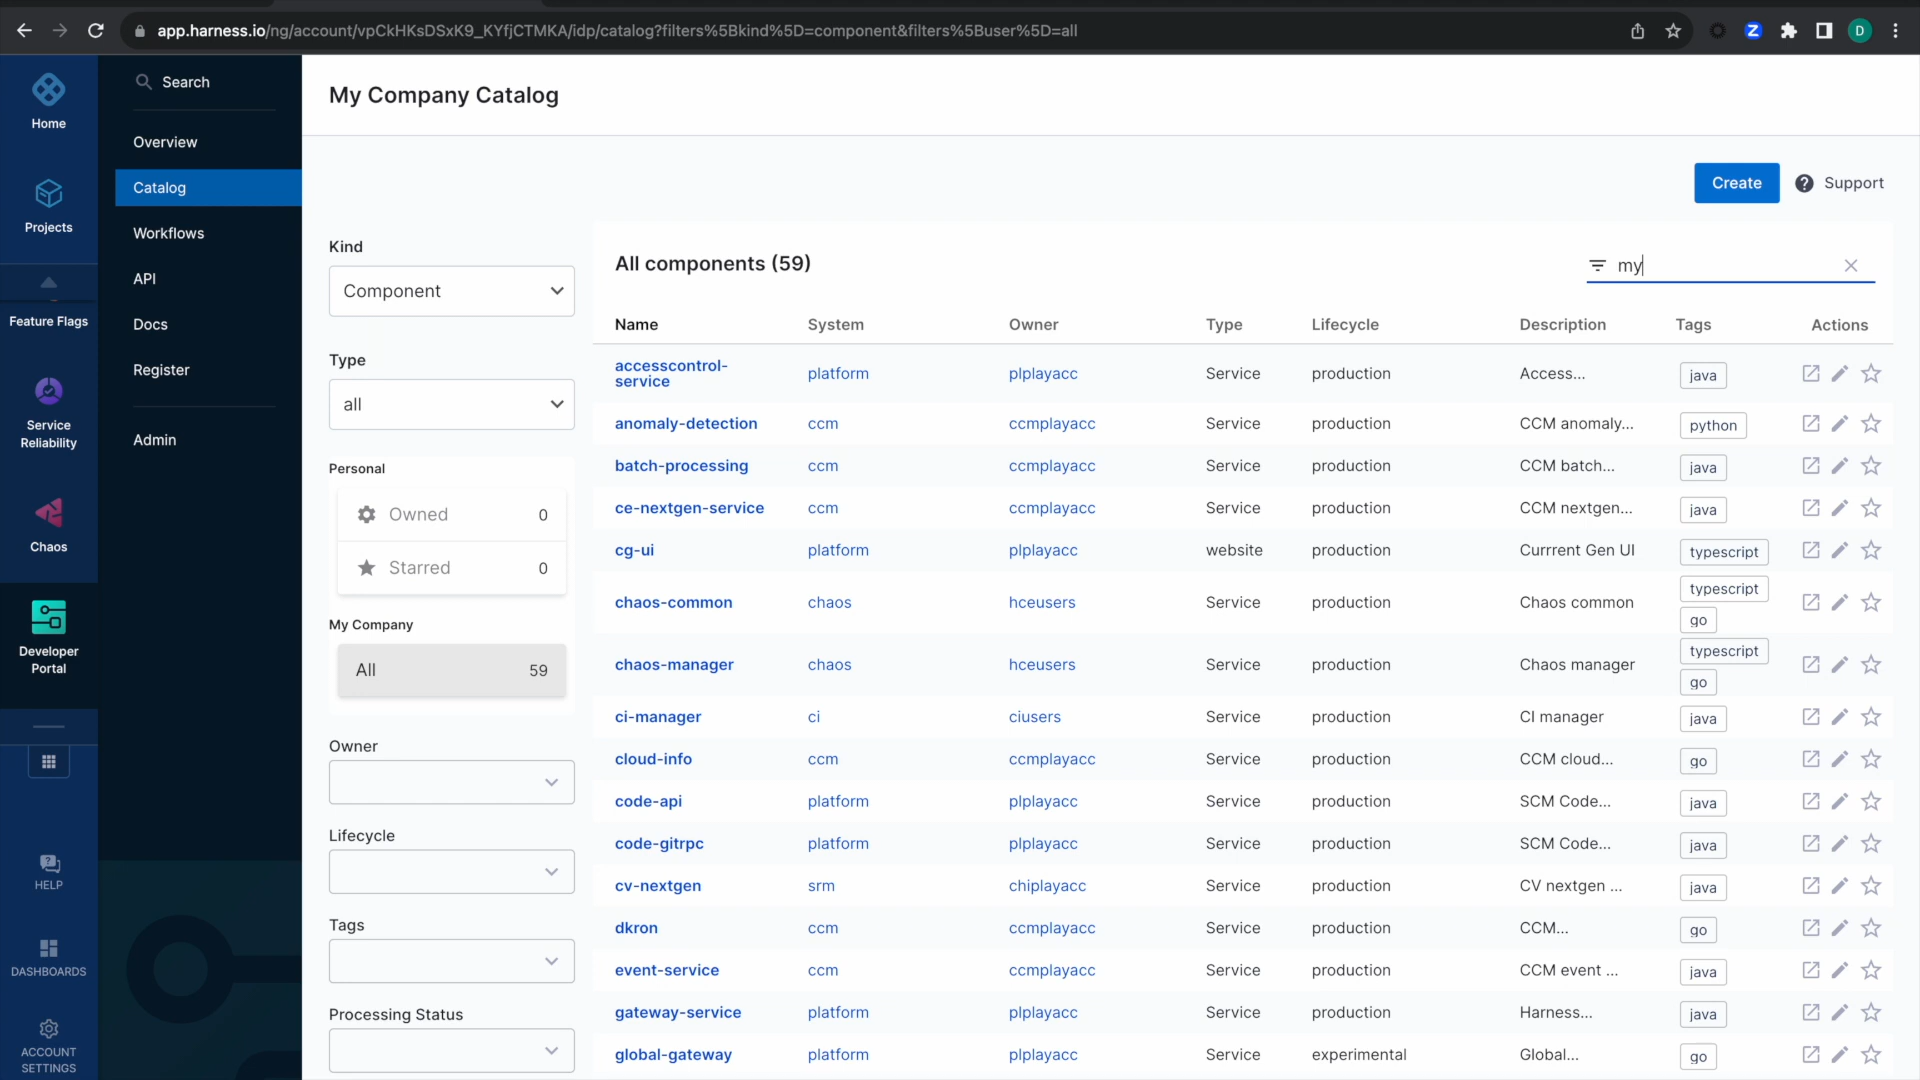 app.harness.io/ng/account/vpCkHKsDSxK9_KYfjCTMKA/idp/catalog?filters%5Bkind%5D=component&filters%5Buser%5D=all
Z
D
Home
Projects
Feature Flags
Service
Reliability
Chaos
Developer
Portal
HELP
DASHBOARDS
ACCOUNT
SETTINGS
Search
Overview
Catalog
Workflows
API
Docs
Register
Admin
My Company Catalog
Create
Support
Kind
Component
Type
all
Personal
Owned 0
Starred 0
My Company
All 59
Owner
Lifecycle
Tags
Processing Status
All components (59)
my
Name System Owner Type Lifecycle Description Tags Actions
accesscontrol-
service platform plplayacc Service production Access... java
anomaly-detection ccm ccmplayacc Service production CCM anomaly... python
batch-processing ccm ccmplayacc Service production CCM batch... java
ce-nextgen-service ccm ccmplayacc Service production CCM nextgen... java
cg-ui platform plplayacc website production Currrent Gen UI typescript
chaos-common chaos hceusers Service production Chaos common typescript
go
chaos-manager chaos hceusers Service production Chaos manager typescript
go
ci-manager ci ciusers Service production CI manager java
cloud-info ccm ccmplayacc Service production CCM cloud... go
code-api platform plplayacc Service production SCM Code... java
code-gitrpc platform plplayacc Service production SCM Code... java
cv-nextgen srm chiplayacc Service production CV nextgen ... java
dkron ccm ccmplayacc Service production CCM... go
event-service ccm ccmplayacc Service production CCM event ... java
gateway-service platform plplayacc Service production Harness... java
global-gateway platform plplayacc Service experimental Global... go